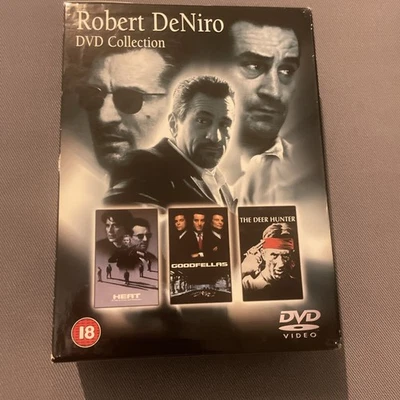 Robert DeNiro
DVD Collection
HEAT
GOODFELLAS
THE DEER HUNTER
18
DVD
VIDEO